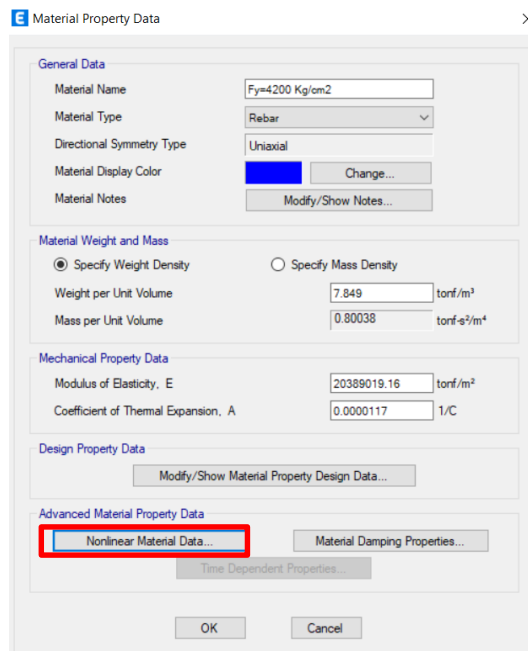 E Material Property Data
General Data
Material Name Fy=4200 Kg/cm2
Material Type Rebar
Directional Symmetry Type Uniaxial
Material Display Color Change...
Material Notes Modify/Show Notes...
Material Weight and Mass
Specify Weight Density Specify Mass Density
Weight per Unit Volume 7.849 tonf/m³
Mass per Unit Volume 0.80038 tonf-s²/m⁴
Mechanical Property Data
Modulus of Elasticity, E 20389019.16 tonf/m²
Coefficient of Thermal Expansion, A 0.0000117 1/C
Design Property Data
Modify/Show Material Property Design Data...
Advanced Material Property Data
Nonlinear Material Data... Material Damping Properties...
Time Dependent Properties...
OK Cancel